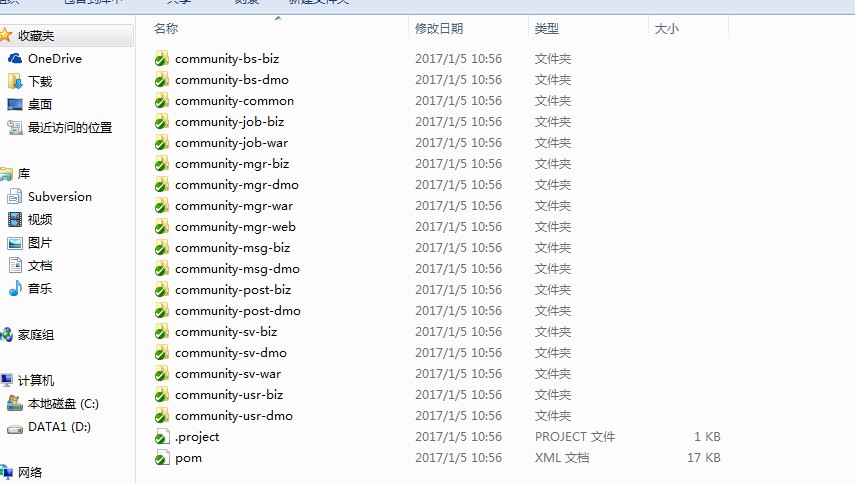 新建文件夹
名称 修改日期 类型 大小
收藏夹
OneDrive
下载
桌面
最近访问的位置
库
Subversion
视频
图片
文档
音乐
家庭组
计算机
本地磁盘 (C:)
DATA1 (D:)
网络
community-bs-biz 2017/1/5 10:56 文件夹
community-bs-dmo 2017/1/5 10:56 文件夹
community-common 2017/1/5 10:56 文件夹
community-job-biz 2017/1/5 10:56 文件夹
community-job-war 2017/1/5 10:56 文件夹
community-mgr-biz 2017/1/5 10:56 文件夹
community-mgr-dmo 2017/1/5 10:56 文件夹
community-mgr-war 2017/1/5 10:56 文件夹
community-mgr-web 2017/1/5 10:56 文件夹
community-msg-biz 2017/1/5 10:56 文件夹
community-msg-dmo 2017/1/5 10:56 文件夹
community-post-biz 2017/1/5 10:56 文件夹
community-post-dmo 2017/1/5 10:56 文件夹
community-sv-biz 2017/1/5 10:56 文件夹
community-sv-dmo 2017/1/5 10:56 文件夹
community-sv-war 2017/1/5 10:56 文件夹
community-usr-biz 2017/1/5 10:56 文件夹
community-usr-dmo 2017/1/5 10:56 文件夹
.project 2017/1/5 10:56 PROJECT 文件 1 KB
pom 2017/1/5 10:56 XML 文档 17 KB